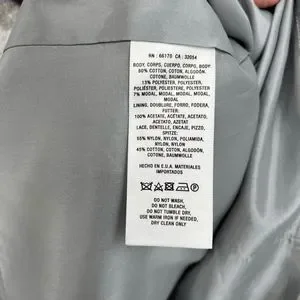 RN : 66170 CA : 32054
BODY, CORPS, CUERPO, CORPO, BODY:
80% COTTON, COTON, ALGODÓN,
COTONE, BAUMWOLLE
13% POLYESTER, POLYESTER,
POLIÉSTER, POLIESTERE, POLYESTER
7% MODAL, MODAL, MODAL, MODAL,
MODAL
LINING, DOUBLURE, FORRO, FODERA,
FUTTER:
100% ACETATE, ACÉTATE, ACETATO,
ACETATO, AZETAT
LACE, DENTELLE, ENCAJE, PIZZO,
SPITZE:
55% NYLON, NYLON, POLIAMIDA,
NYLON, NYLON
45% COTTON, COTON, ALGODÓN,
COTONE, BAUMWOLLE
HECHO EN E.U.A. MATERIALES
IMPORTADOS
DO NOT WASH,
DO NOT BLEACH,
DO NOT TUMBLE DRY,
USE WARM IRON IF NEEDED,
DRY CLEAN ONLY